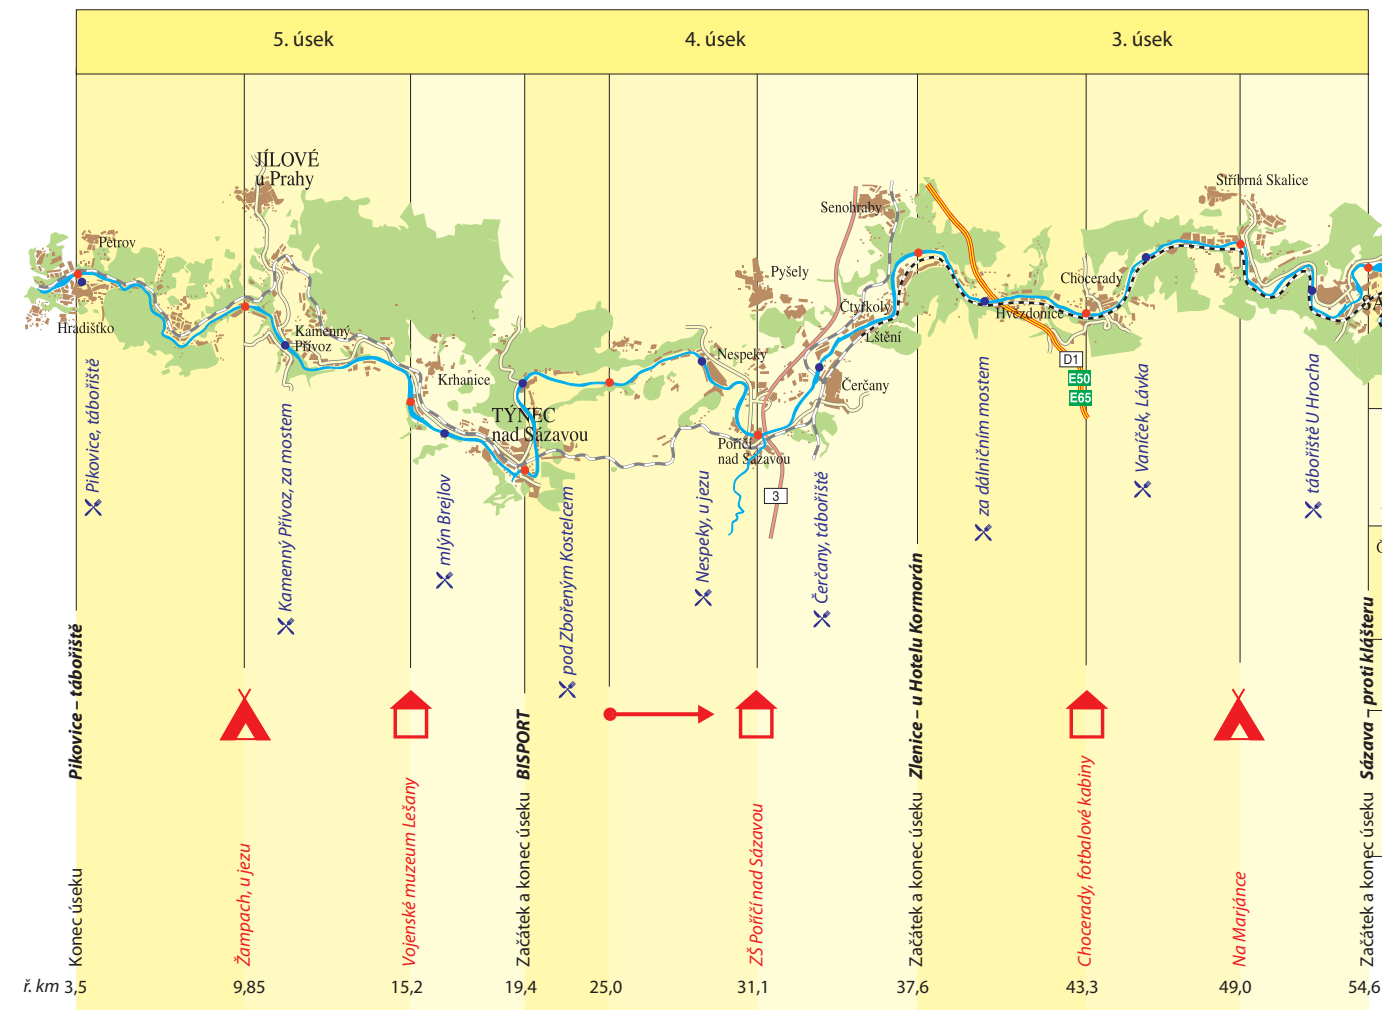 5. úsek
4. úsek
3. úsek
JÍLOVÉ
u Prahy
Petrov
Hradišťko
Kamenný
Přívoz
Krhanice
TÝNEC
nad Sázavou
Nespeky
Poříčí
nad Sázavou
Pyšely
Senohraby
Čtyřkoly
Lštění
Čerčany
Hvězdonice
Chocerady
Stříbrná Skalice
D1
E50
E65
3
Pikovice, tábořiště
Kamenný Přívoz, za mostem
mlýn Brejlov
pod Zbořeným Kostelcem
Nespeky, u jezu
Čerčany, tábořiště
za dálničním mostem
Vaníček, Lávka
tábořiště U Hrocha
Konec úseku Pikovice – tábořiště
Žampach, u jezu
Vojenské muzeum Lešany
Začátek a konec úseku BISPORT
ZŠ Poříčí nad Sázavou
Začátek a konec úseku Zlenice – u Hotelu Kormorán
Chocerady, fotbalové kabiny
Na Marjánce
Začátek a konec úseku Sázava – proti klášteru
ř. km 3,5 9,85 15,2 19,4 25,0 31,1 37,6 43,3 49,0 54,6